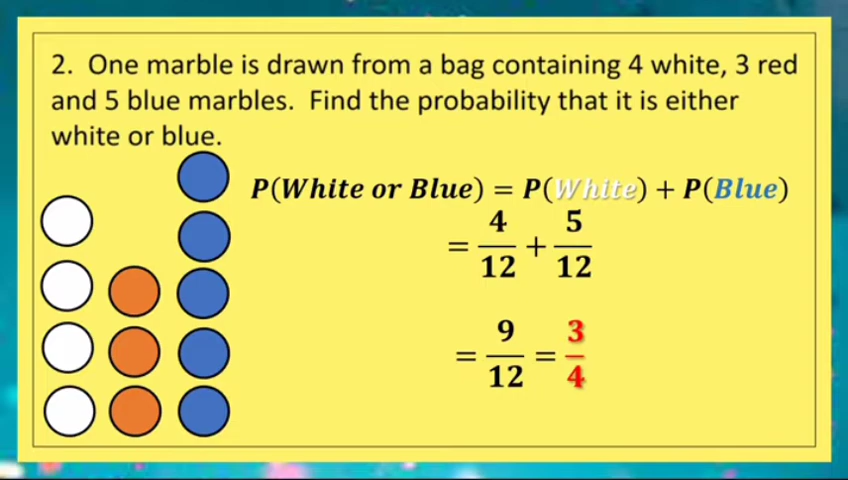 2. One marble is drawn from a bag containing 4 white, 3 red
and 5 blue marbles. Find the probability that it is either
white or blue.
P(White or Blue) = P(White) + P(Blue)
= 4/12 + 5/12
= 9/12 = 3/4